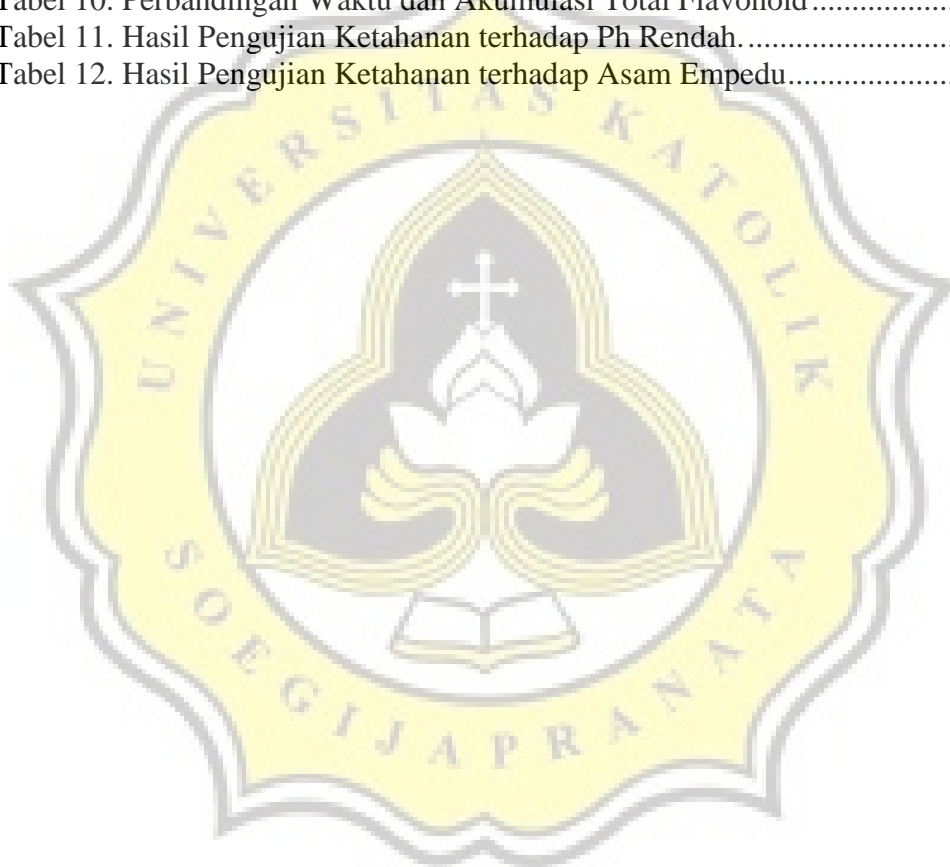 Tabel 10. Perbandingan Waktu dan Akumulasi Total Flavonoid....................
Tabel 11. Hasil Pengujian Ketahanan terhadap Ph Rendah. .......................
Tabel 12. Hasil Pengujian Ketahanan terhadap Asam Empedu....................
UNIVERSITAS KATOLIK
SOEGIJAPRANATA